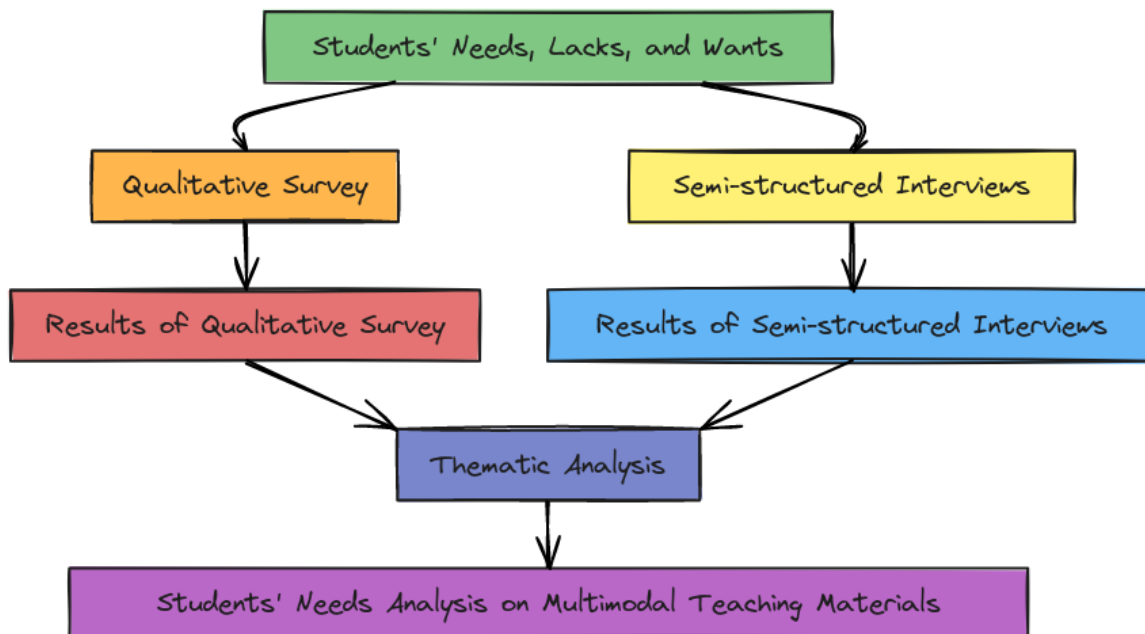 Students' Needs, Lacks, and Wants
Qualitative Survey
Semi-structured Interviews
Results of Qualitative Survey
Results of Semi-structured Interviews
Thematic Analysis
Students' Needs Analysis on Multimodal Teaching Materials